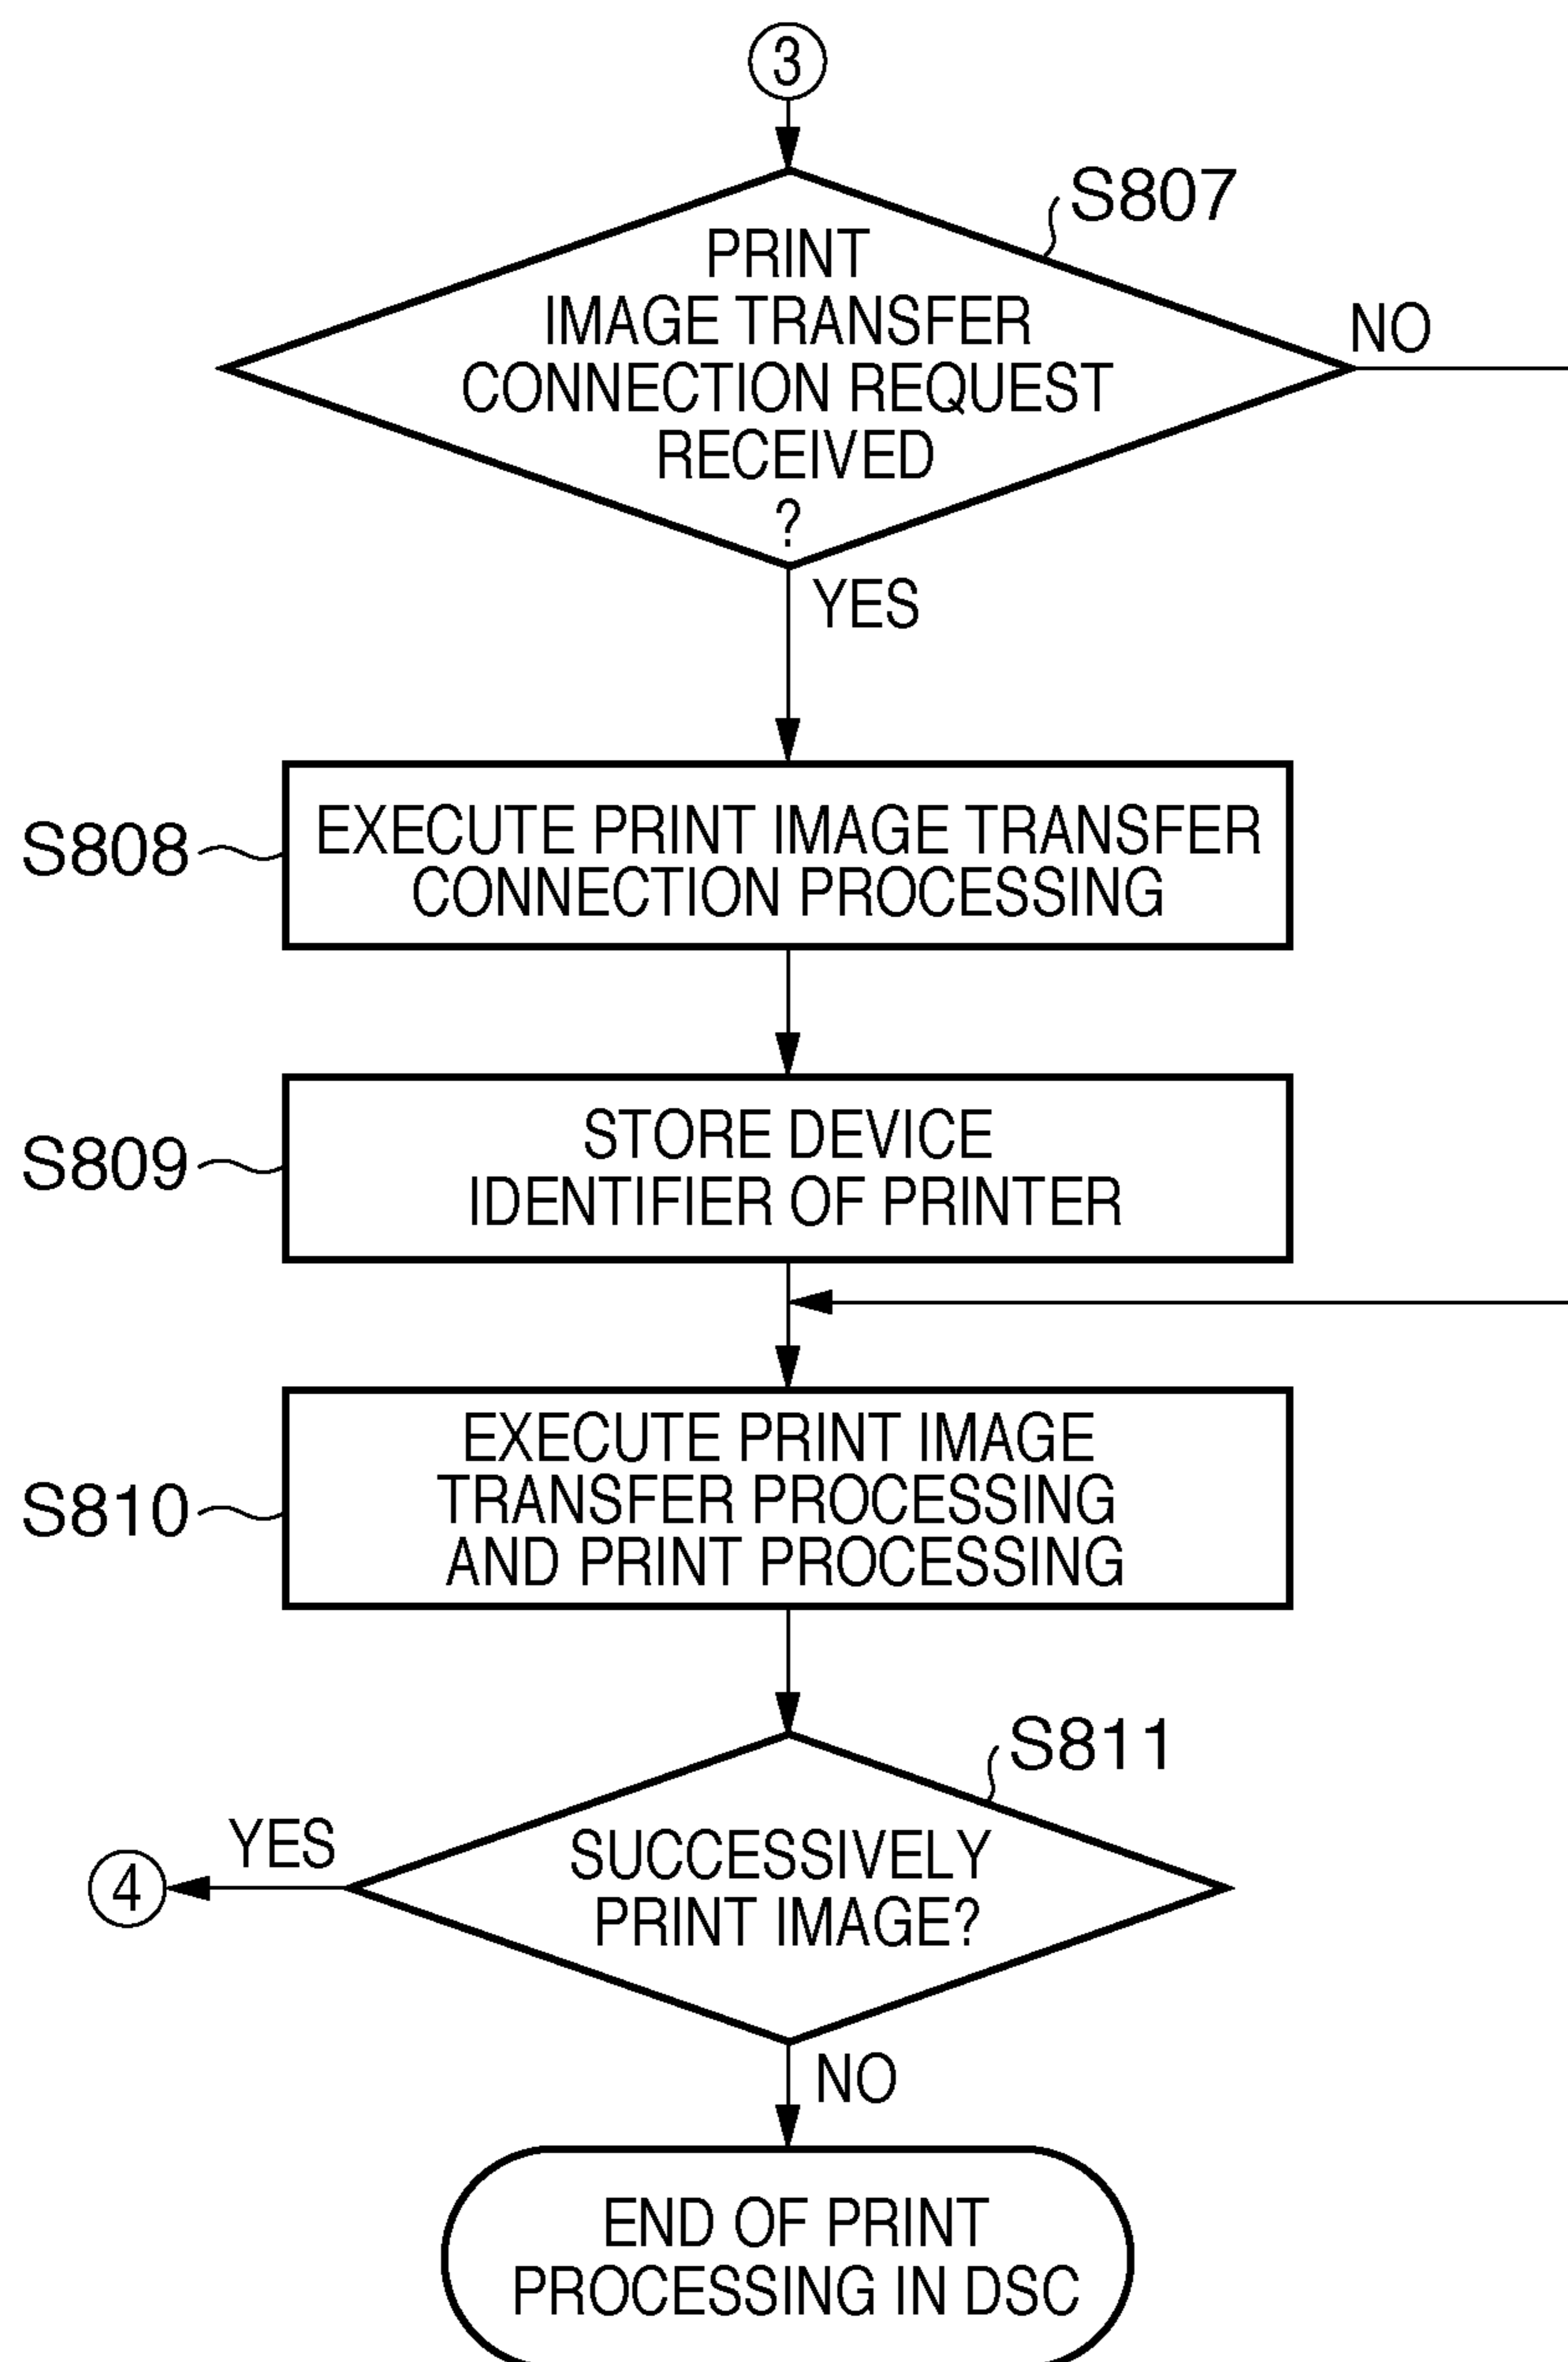 3
S807
PRINT
IMAGE TRANSFER
CONNECTION REQUEST
RECEIVED
?
NO
YES
S808
EXECUTE PRINT IMAGE TRANSFER
CONNECTION PROCESSING
S809
STORE DEVICE
IDENTIFIER OF PRINTER
S810
EXECUTE PRINT IMAGE
TRANSFER PROCESSING
AND PRINT PROCESSING
S811
SUCCESSIVELY
PRINT IMAGE?
YES
4
NO
END OF PRINT
PROCESSING IN DSC